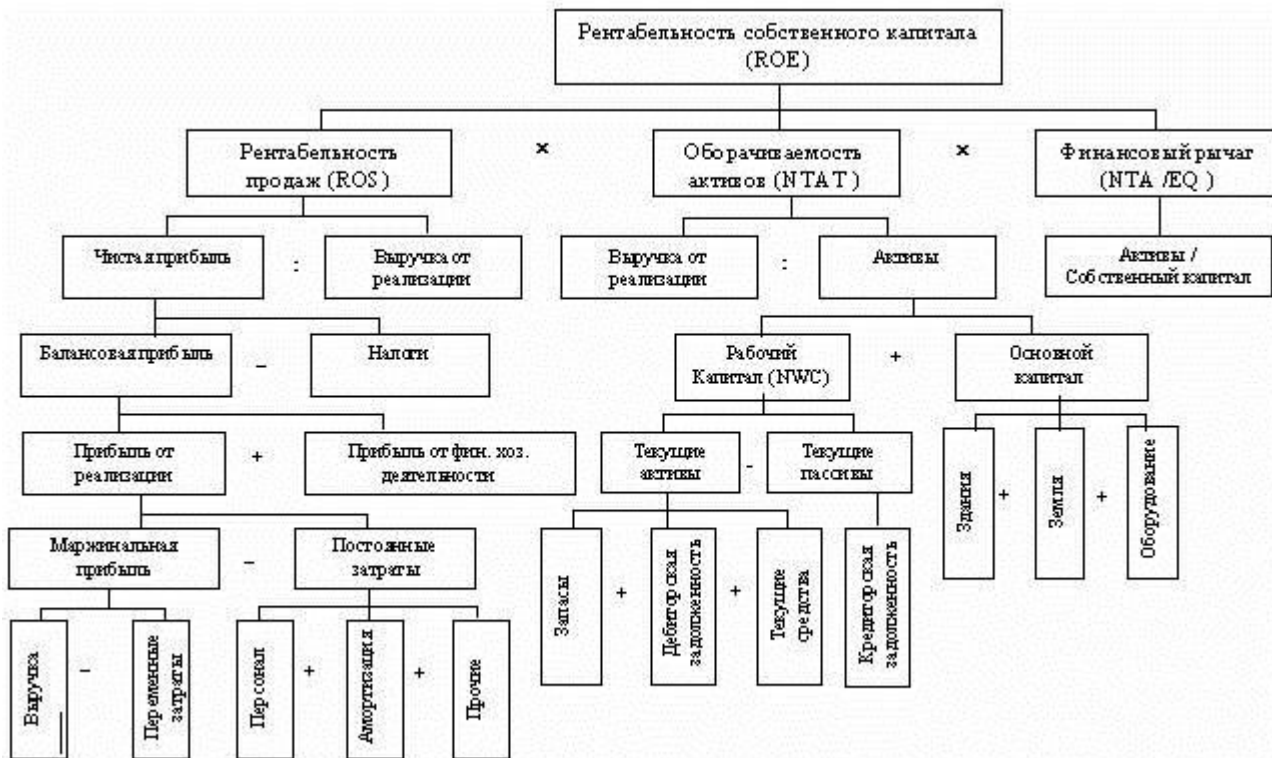 Рентабельность собственного капитала
(ROE)
Рентабельность
продаж (ROS)
×
Оборачиваемость
активов (NTAT)
×
Финансовый рычаг
(NTA/EQ)
Чистая прибыль
:
Выручка от
реализации
Выручка от
реализации
:
Активы
Активы /
Собственный капитал
Балансовая прибыль
–
Налоги
Рабочий
Капитал (NWC)
+
Основной
капитал
Прибыль от
реализации
+
Прибыль от фин. хоз.
деятельности
Текущие
активы
-
Текущие
пассивы
Здания
+
Земля
+
Оборудование
Маржинальная
прибыль
–
Постоянные
затраты
Запасы
+
Дебиторская
задолженность
+
Текущие
средства
Кредиторская
задолженность
Выручка
–
Переменные
затраты
Персонал
+
Амортизация
+
Прочие